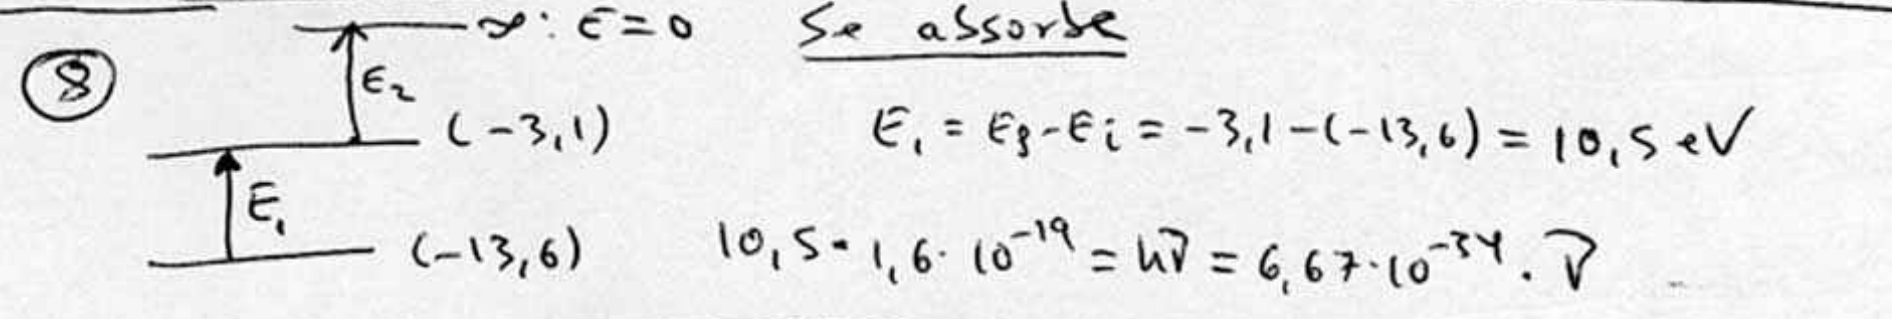 ∞: E=0 Se absorbe
8
E₂
(-3,1) E₁ = Ef-Ei = -3,1-(-13,6) = 10,5 eV
E₁
(-13,6) 10,5·1,6·10⁻¹⁹ = hν = 6,67·10⁻³⁴·ν